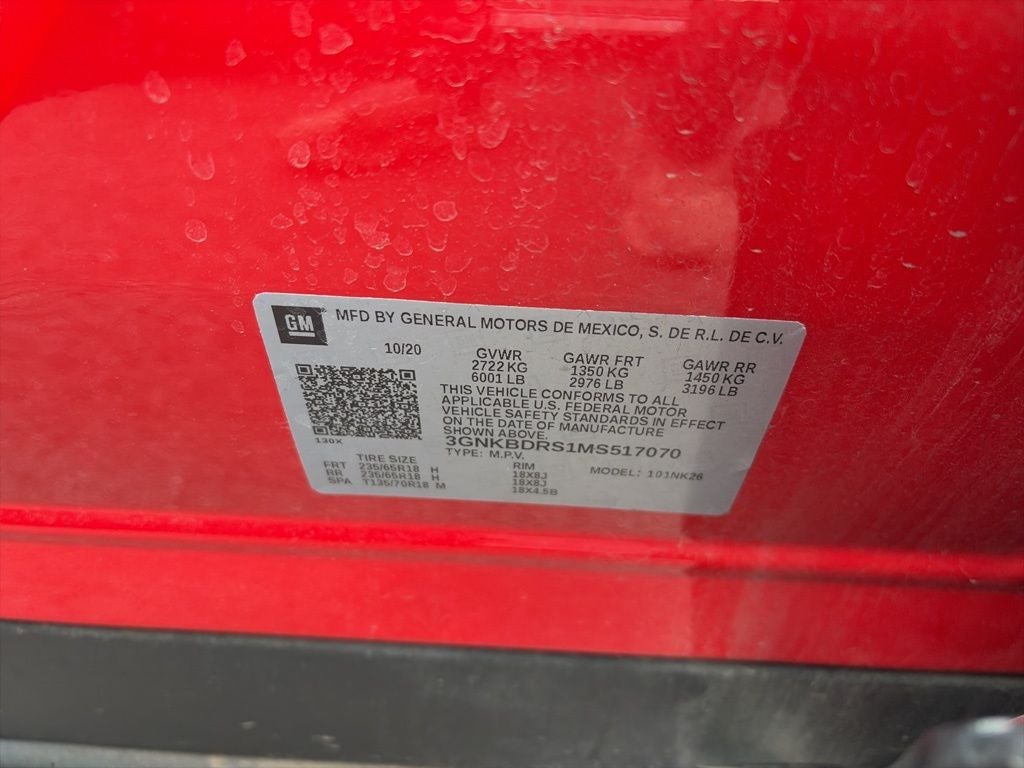 GM MFD BY GENERAL MOTORS DE MEXICO, S. DE R.L. DE C.V.
10/20 GVWR GAWR FRT GAWR RR
2722 KG 1350 KG 1450 KG
6001 LB 2976 LB 3196 LB
THIS VEHICLE CONFORMS TO ALL
APPLICABLE U.S. FEDERAL MOTOR
VEHICLE SAFETY STANDARDS IN EFFECT
ON THE DATE OF MANUFACTURE
SHOWN ABOVE.
130X 3GNKBDRS1MS517070
TYPE: M.P.V. MODEL: 101NK26
TIRE SIZE RIM
FRT 235/65R18 H 18X8J
RR 235/65R18 H 18X8J
SPA T135/70R18 M 18X4.5B